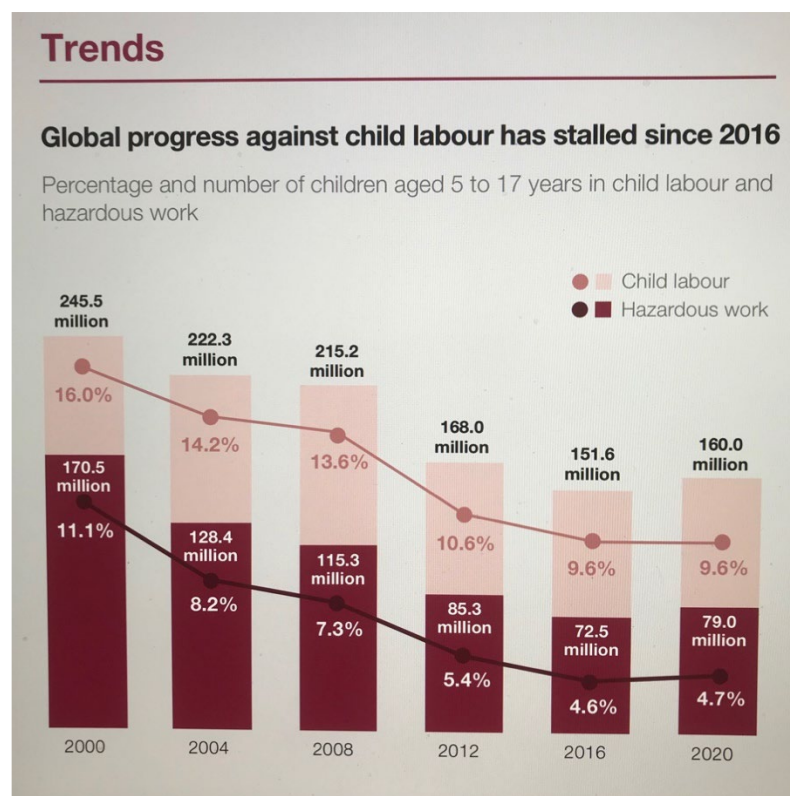 Trends
Global progress against child labour has stalled since 2016
Percentage and number of children aged 5 to 17 years in child labour and
hazardous work
Child labour
Hazardous work
245.5
million
222.3
million
215.2
million
168.0
million
151.6
million
160.0
million
16.0%
14.2%
13.6%
10.6%
9.6%
9.6%
170.5
million
128.4
million
115.3
million
85.3
million
72.5
million
79.0
million
11.1%
8.2%
7.3%
5.4%
4.6%
4.7%
2000
2004
2008
2012
2016
2020